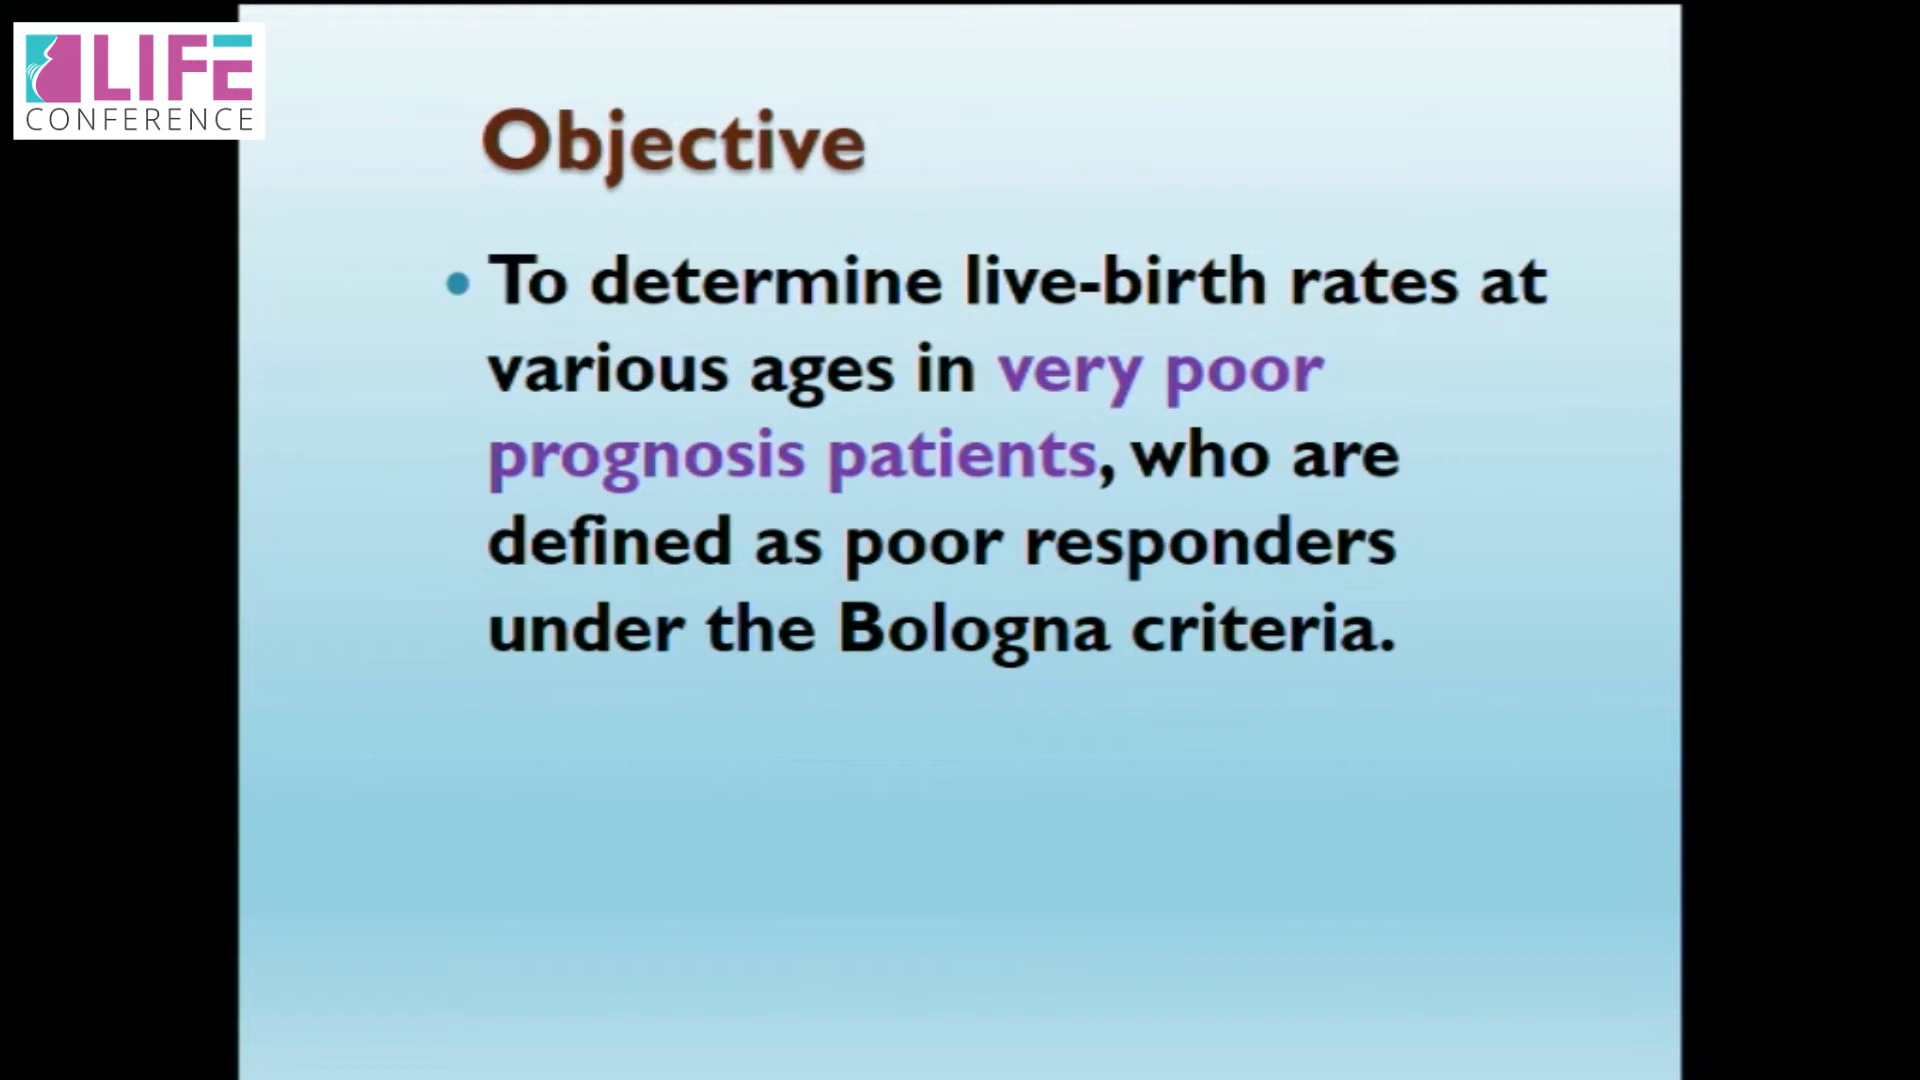 LIFE
CONFERENCE
Objective
• To determine live-birth rates at
various ages in very poor
prognosis patients, who are
defined as poor responders
under the Bologna criteria.